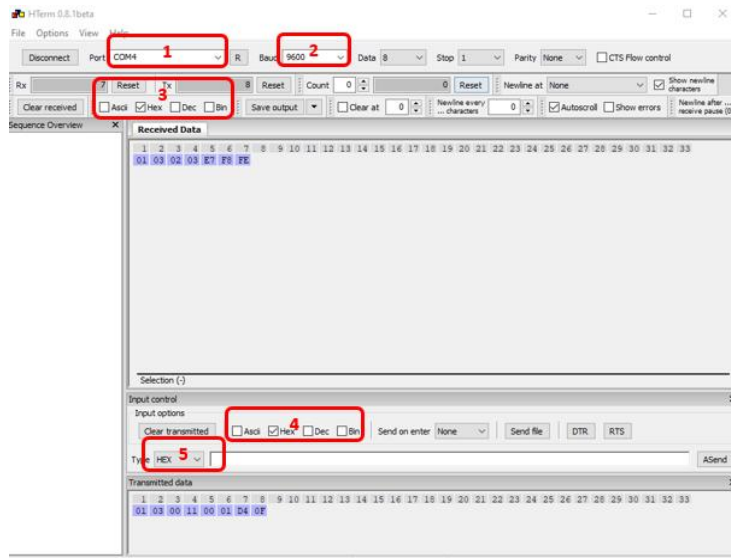 HTerm 0.8.1beta
File Options View Help
Disconnect Port COM4 1 R Baud 9600 2 Data 8 Stop 1 Parity None CTS Flow control
Rx 7 Reset Tx 8 Reset Count 0 0 Reset Newline at None Show newline characters
3
Clear received Ascii Hex Dec Bin Save output Clear at 0 Newline every ... characters 0 Autoscroll Show errors Newline after ... receive pause (0
Sequence Overview X Received Data
1 2 3 4 5 6 7 8 9 10 11 12 13 14 15 16 17 18 19 20 21 22 23 24 25 26 27 28 29 30 31 32 33
01 03 02 03 E7 F8 FE
Selection (-)
Input control
Input options
Clear transmitted Ascii Hex Dec Bin 4 Send on enter None Send file DTR RTS
Type HEX 5 ASend
Transmitted data
1 2 3 4 5 6 7 8 9 10 11 12 13 14 15 16 17 18 19 20 21 22 23 24 25 26 27 28 29 30 31 32 33
01 03 00 11 00 01 D4 0F